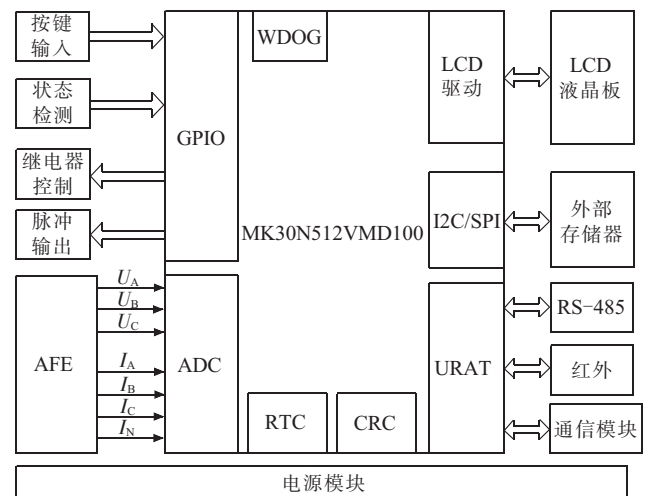 按键
输入
状态
检测
继电器
控制
脉冲
输出
GPIO
WDOG
MK30N512VMD100
LCD
驱动
LCD
液晶板
I2C/SPI
外部
存储器
AFE
U_A
U_B
U_C
I_A
I_B
I_C
I_N
ADC
RTC
CRC
URAT
RS-485
红外
通信模块
电源模块